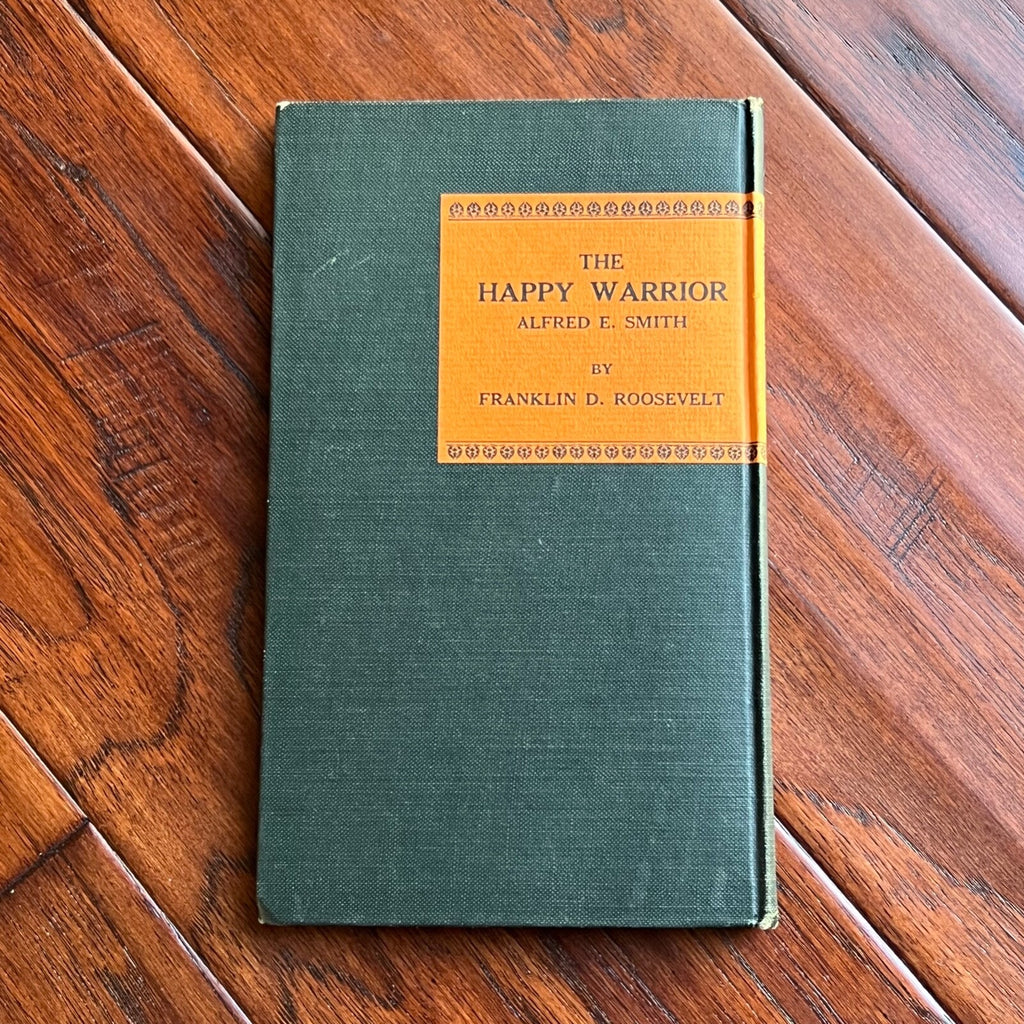 THE
HAPPY WARRIOR
ALFRED E. SMITH
BY
FRANKLIN D. ROOSEVELT